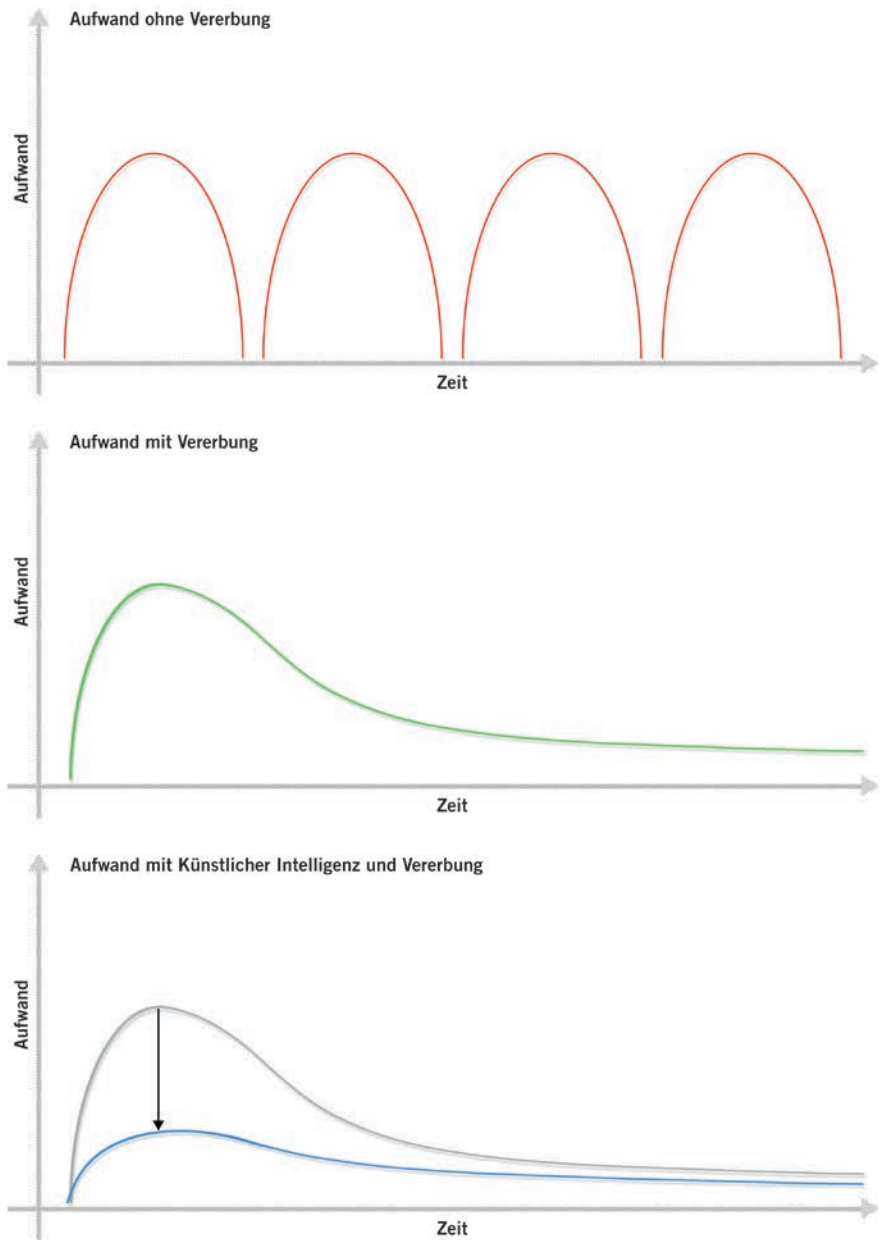 Aufwand ohne Vererbung
Aufwand
Zeit
Aufwand mit Vererbung
Aufwand
Zeit
Aufwand mit Künstlicher Intelligenz und Vererbung
Aufwand
Zeit